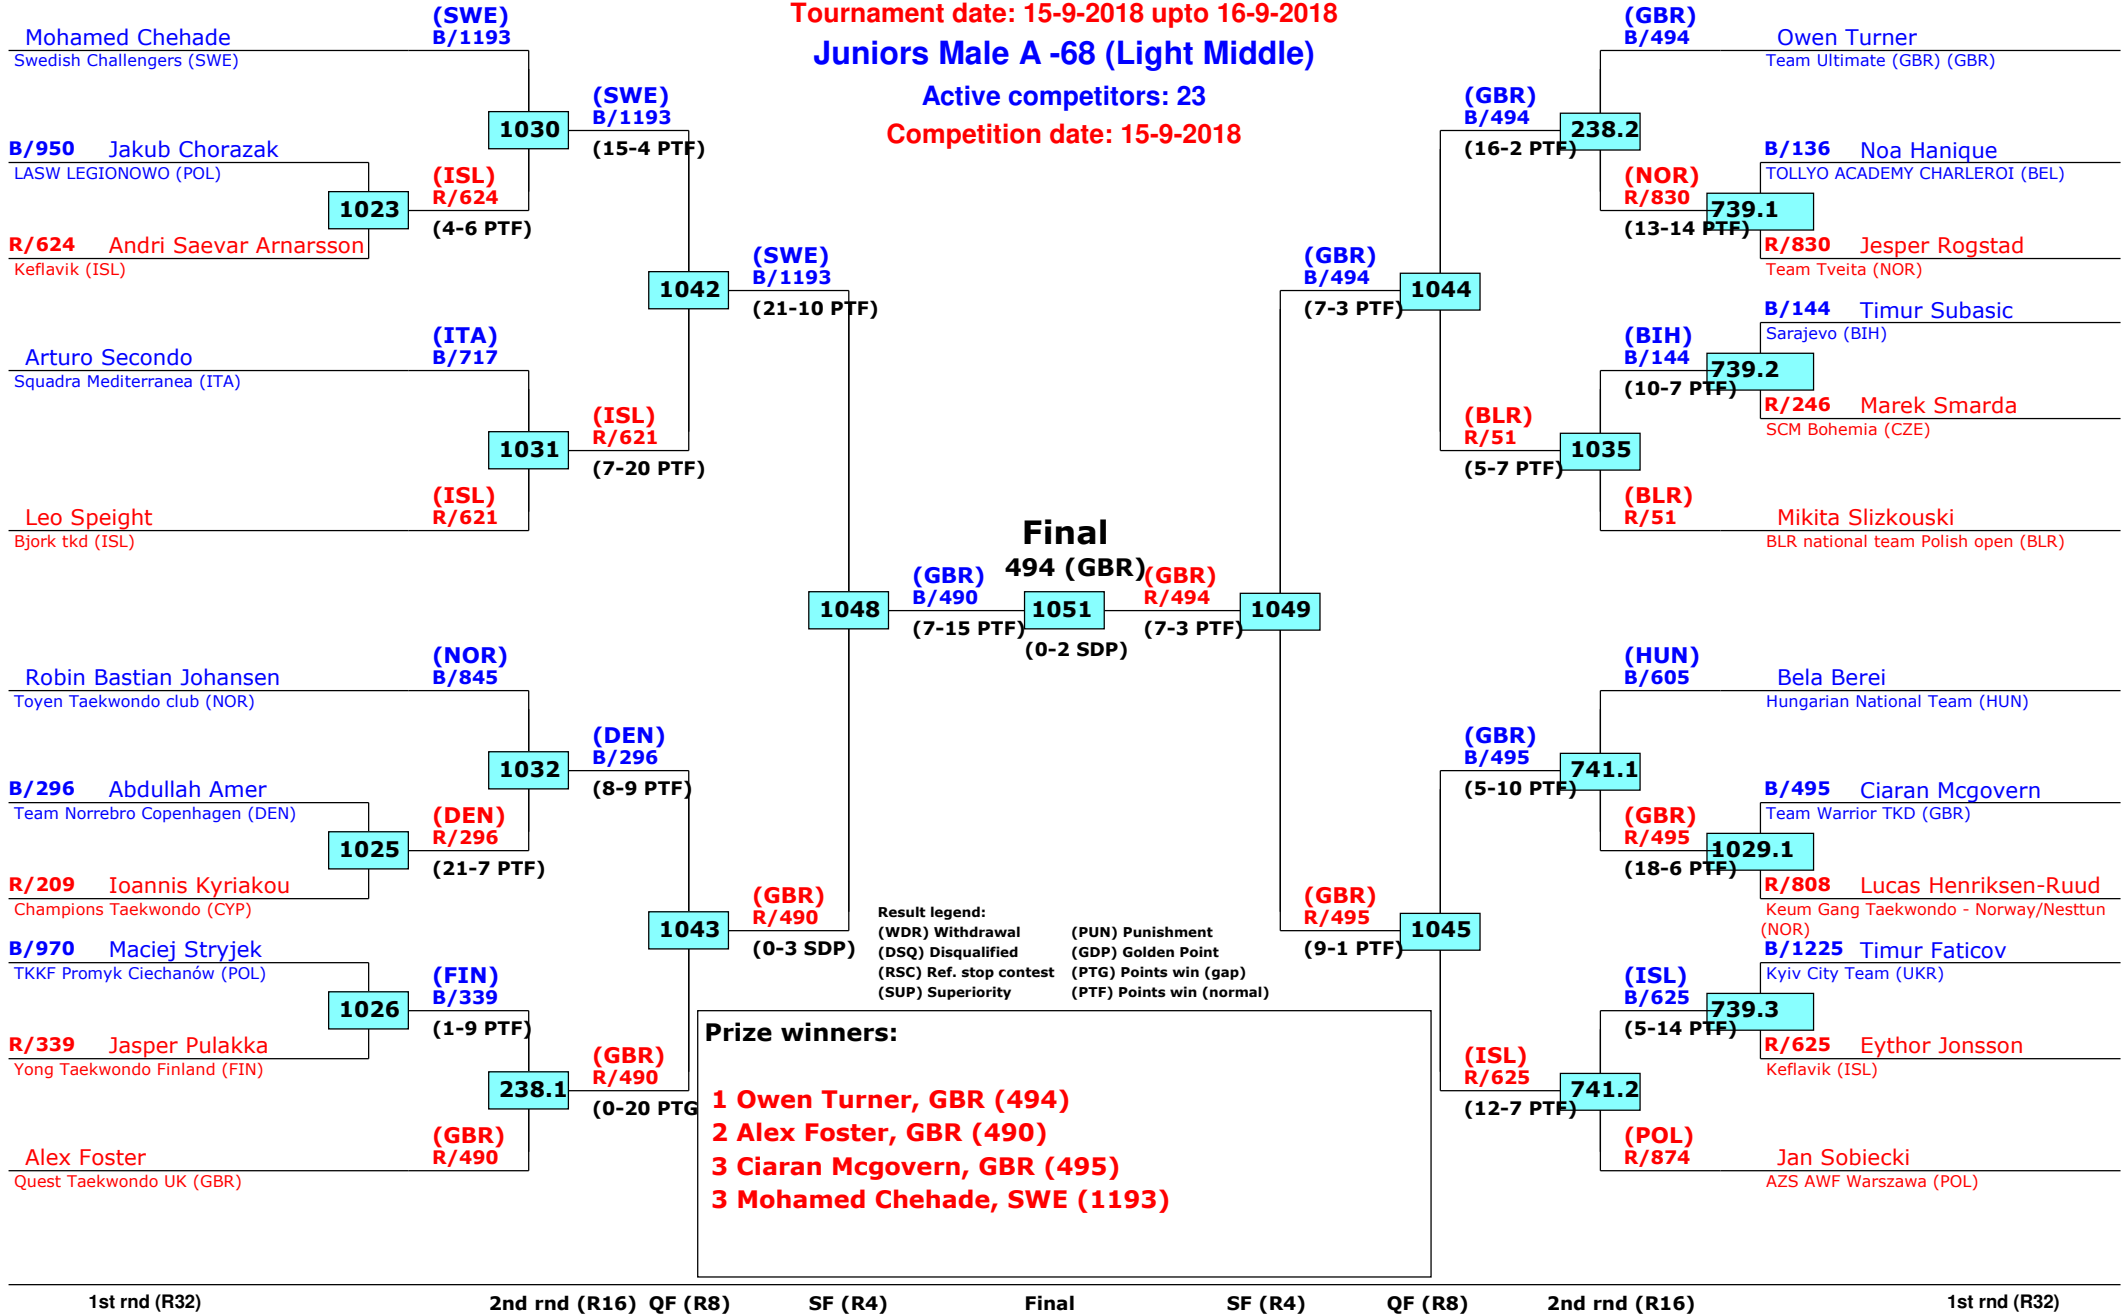 Tournament date: 15-9-2018 upto 16-9-2018
Juniors Male A -68 (Light Middle)
Active competitors: 23
Competition date: 15-9-2018
Mohamed Chehade
Swedish Challengers (SWE)
(SWE)
B/1193
B/950 Jakub Chorazak
LASW LEGIONOWO (POL)
1023
R/624 Andri Saevar Arnarsson
Keflavik (ISL)
(ISL)
R/624
(4-6 PTF)
1030
(SWE)
B/1193
(15-4 PTF)
Arturo Secondo
Squadra Mediterranea (ITA)
(ITA)
B/717
Leo Speight
Bjork tkd (ISL)
(ISL)
R/621
1031
(ISL)
R/621
(7-20 PTF)
1042
(SWE)
B/1193
(21-10 PTF)
Robin Bastian Johansen
Toyen Taekwondo club (NOR)
(NOR)
B/845
B/296 Abdullah Amer
Team Norrebro Copenhagen (DEN)
1025
R/209 Ioannis Kyriakou
Champions Taekwondo (CYP)
(DEN)
R/296
(21-7 PTF)
1032
(DEN)
B/296
(8-9 PTF)
B/970 Maciej Stryjek
TKKF Promyk Ciechanów (POL)
1026
R/339 Jasper Pulakka
Yong Taekwondo Finland (FIN)
(FIN)
B/339
(1-9 PTF)
Alex Foster
Quest Taekwondo UK (GBR)
(GBR)
R/490
238.1
(GBR)
R/490
(0-20 PTG
1043
(GBR)
R/490
(0-3 SDP)
1048
(GBR)
B/490
(7-15 PTF)
Final
494 (GBR)
1051
(0-2 SDP)
(GBR)
R/494
(7-3 PTF)
1049
(GBR)
B/494
(7-3 PTF)
1044
(GBR)
B/494
(16-2 PTF)
238.2
(GBR)
B/494
Owen Turner
Team Ultimate (GBR) (GBR)
B/136 Noa Hanique
TOLLYO ACADEMY CHARLEROI (BEL)
(NOR)
R/830
(13-14 PTF)
739.1
R/830 Jesper Rogstad
Team Tveita (NOR)
B/144 Timur Subasic
Sarajevo (BIH)
(BIH)
B/144
(10-7 PTF)
739.2
R/246 Marek Smarda
SCM Bohemia (CZE)
(BLR)
R/51
(5-7 PTF)
1035
(BLR)
R/51
Mikita Slizkouski
BLR national team Polish open (BLR)
(HUN)
B/605
Bela Berei
Hungarian National Team (HUN)
(GBR)
B/495
(5-10 PTF)
741.1
B/495 Ciaran Mcgovern
Team Warrior TKD (GBR)
(GBR)
R/495
(18-6 PTF)
1029.1
R/808 Lucas Henriksen-Ruud
Keum Gang Taekwondo - Norway/Nesttun
(NOR)
(GBR)
R/495
(9-1 PTF)
1045
B/1225 Timur Faticov
Kyiv City Team (UKR)
(ISL)
B/625
(5-14 PTF)
739.3
R/625 Eythor Jonsson
Keflavik (ISL)
(ISL)
R/625
(12-7 PTF)
741.2
(POL)
R/874
Jan Sobiecki
AZS AWF Warszawa (POL)
Result legend:
(WDR) Withdrawal (PUN) Punishment
(DSQ) Disqualified (GDP) Golden Point
(RSC) Ref. stop contest (PTG) Points win (gap)
(SUP) Superiority (PTF) Points win (normal)
Prize winners:
1 Owen Turner, GBR (494)
2 Alex Foster, GBR (490)
3 Ciaran Mcgovern, GBR (495)
3 Mohamed Chehade, SWE (1193)
1st rnd (R32) 2nd rnd (R16) QF (R8) SF (R4) Final SF (R4) QF (R8) 2nd rnd (R16) 1st rnd (R32)